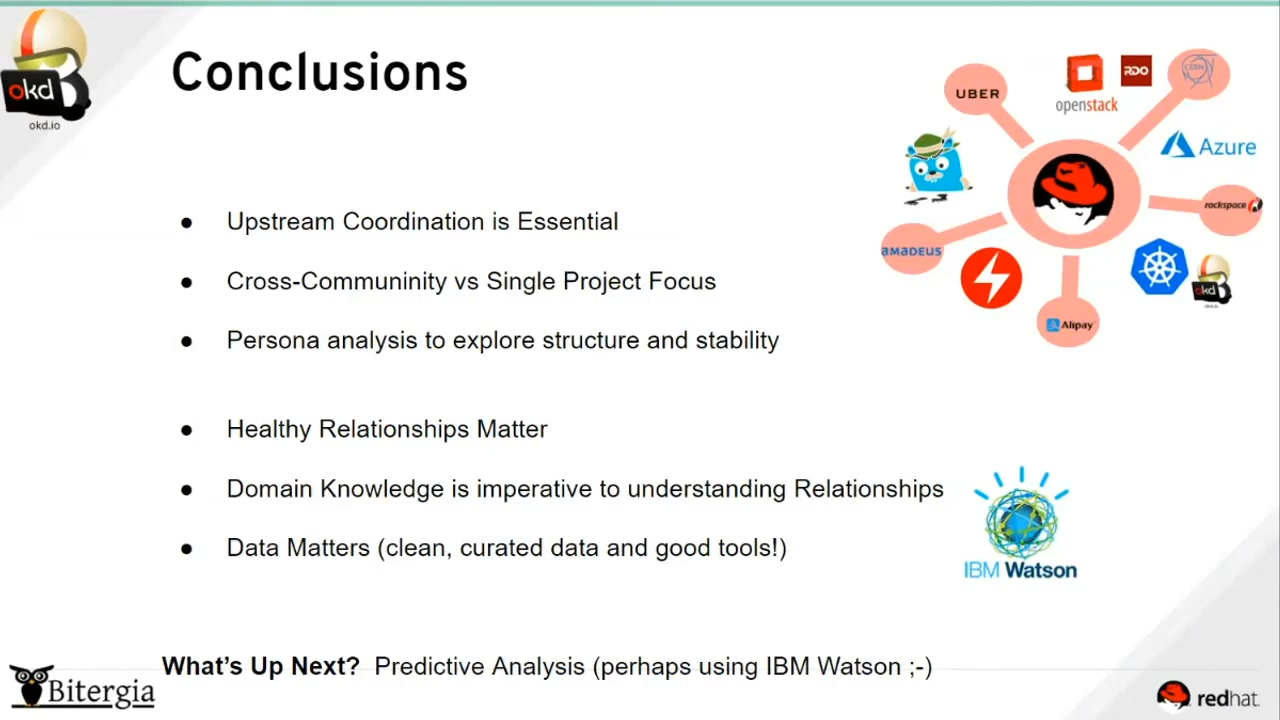 okd
okd.io
Conclusions
UBER
openstack
RDO
CERN
Azure
rockspace
AMADEUS
okd
Alipay
● Upstream Coordination is Essential
● Cross-Communinity vs Single Project Focus
● Persona analysis to explore structure and stability
● Healthy Relationships Matter
● Domain Knowledge is imperative to understanding Relationships
● Data Matters (clean, curated data and good tools!)
IBM Watson
What's Up Next? Predictive Analysis (perhaps using IBM Watson ;-)
Bitergia
redhat.